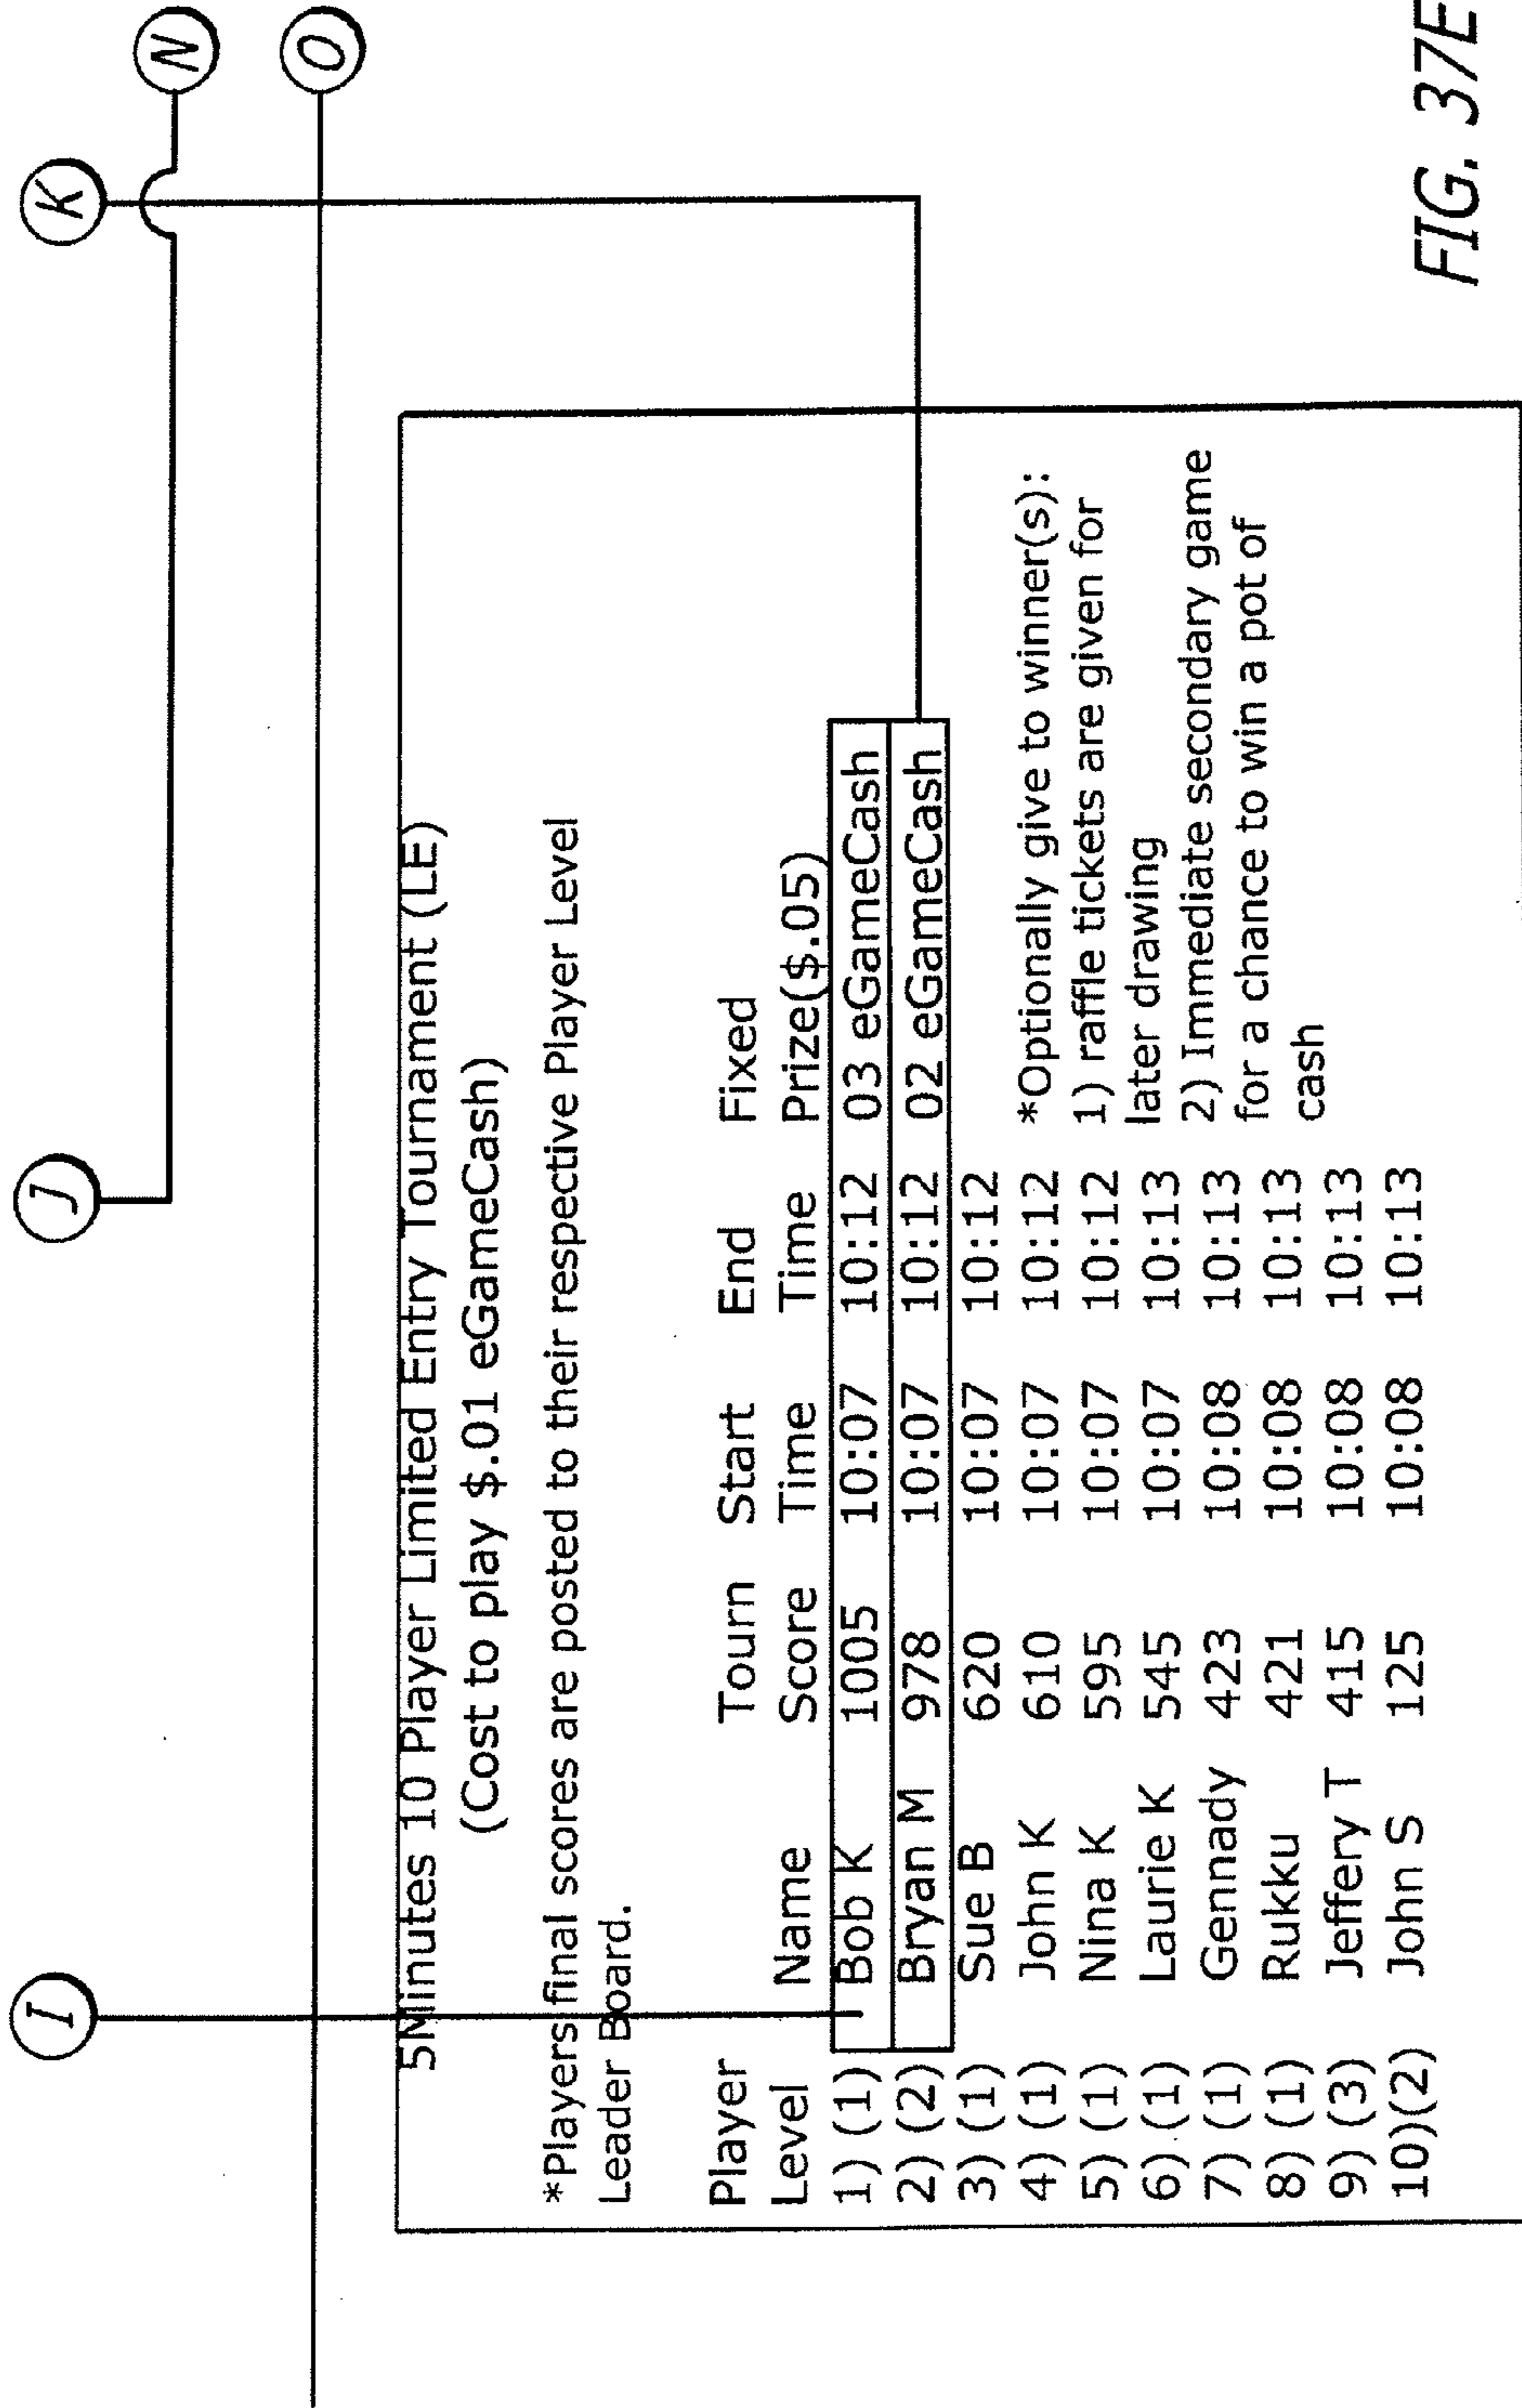 I
J
K
N
O
5Minutes 10 Player Limited Entry Tournament (LE)
(Cost to play $.01 eGameCash)
*Players final scores are posted to their respective Player Level
Leader Board.
Player Tourn Start End Fixed
Level Name Score Time Time Prize($.05)
1) (1) Bob K 1005 10:07 10:12 03 eGameCash
2) (2) Bryan M 978 10:07 10:12 02 eGameCash
3) (1) Sue B 620 10:07 10:12
4) (1) John K 610 10:07 10:12
5) (1) Nina K 595 10:07 10:12
6) (1) Laurie K 545 10:07 10:13
7) (1) Gennady 423 10:08 10:13
8) (1) Rukku 421 10:08 10:13
9) (3) Jeffery T 415 10:08 10:13
10)(2) John S 125 10:08 10:13
*Optionally give to winner(s):
1) raffle tickets are given for
later drawing
2) Immediate secondary game
for a chance to win a pot of
cash
FIG. 37E